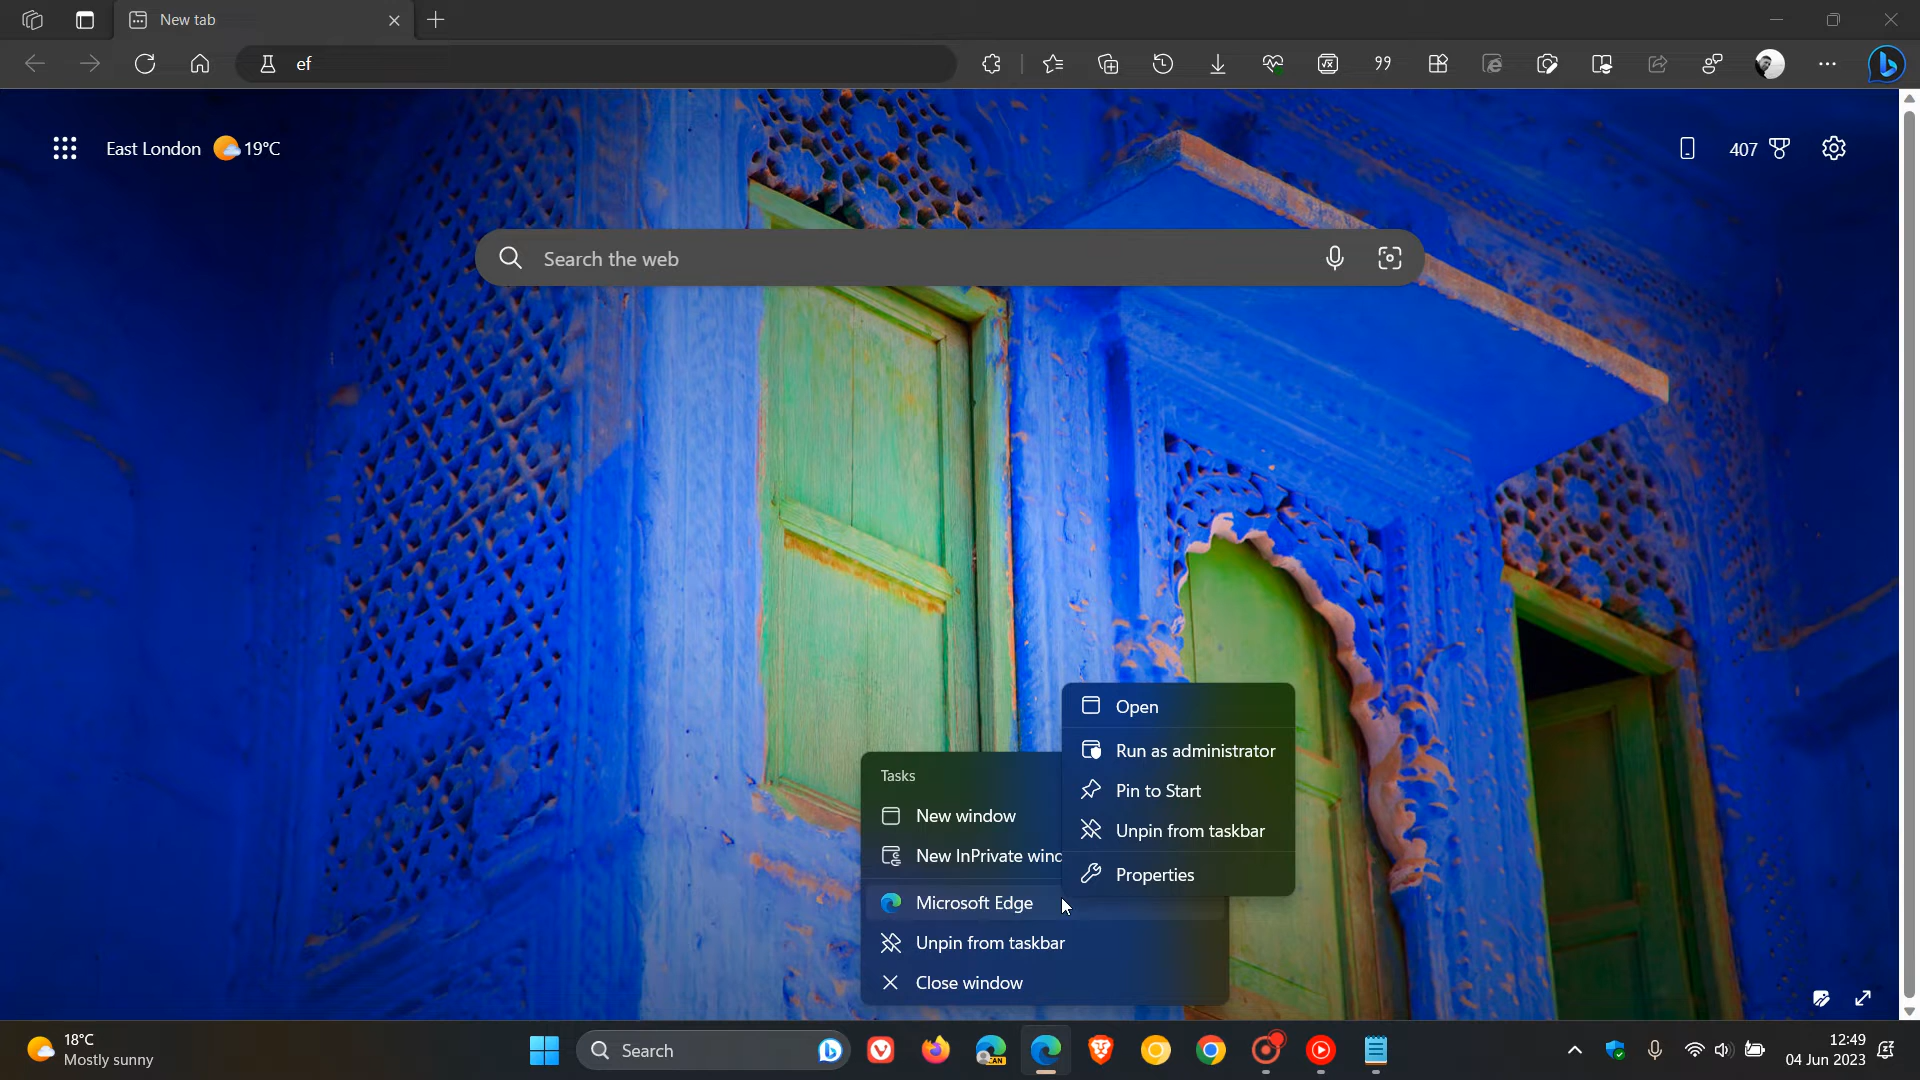 New tab
ef
East London 19°C
407
Search the web
Open
Run as administrator
Pin to Start
Unpin from taskbar
Properties
Tasks
New window
New InPrivate wind
Microsoft Edge
Unpin from taskbar
Close window
18°C
Mostly sunny
Search
CAN
12:49
04 Jun 2023